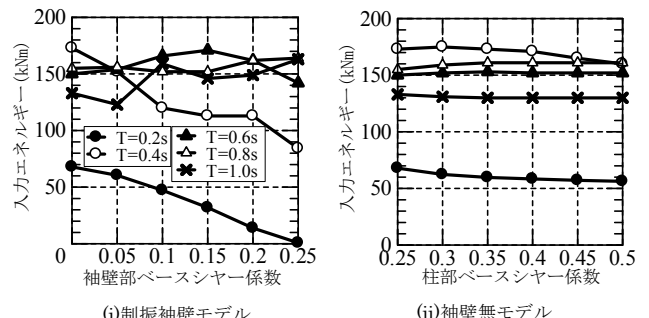 200
150
100
50
0
入力エネルギー(kNm)
T=0.2s
T=0.4s
T=0.6s
T=0.8s
T=1.0s
0 0.05 0.1 0.15 0.2 0.25
袖壁部ベースシヤー係数
(i)制振袖壁モデル
200
150
100
50
0
入力エネルギー(kNm)
0.25 0.3 0.35 0.4 0.45 0.5
柱部ベースシヤー係数
(ii)袖壁無モデル